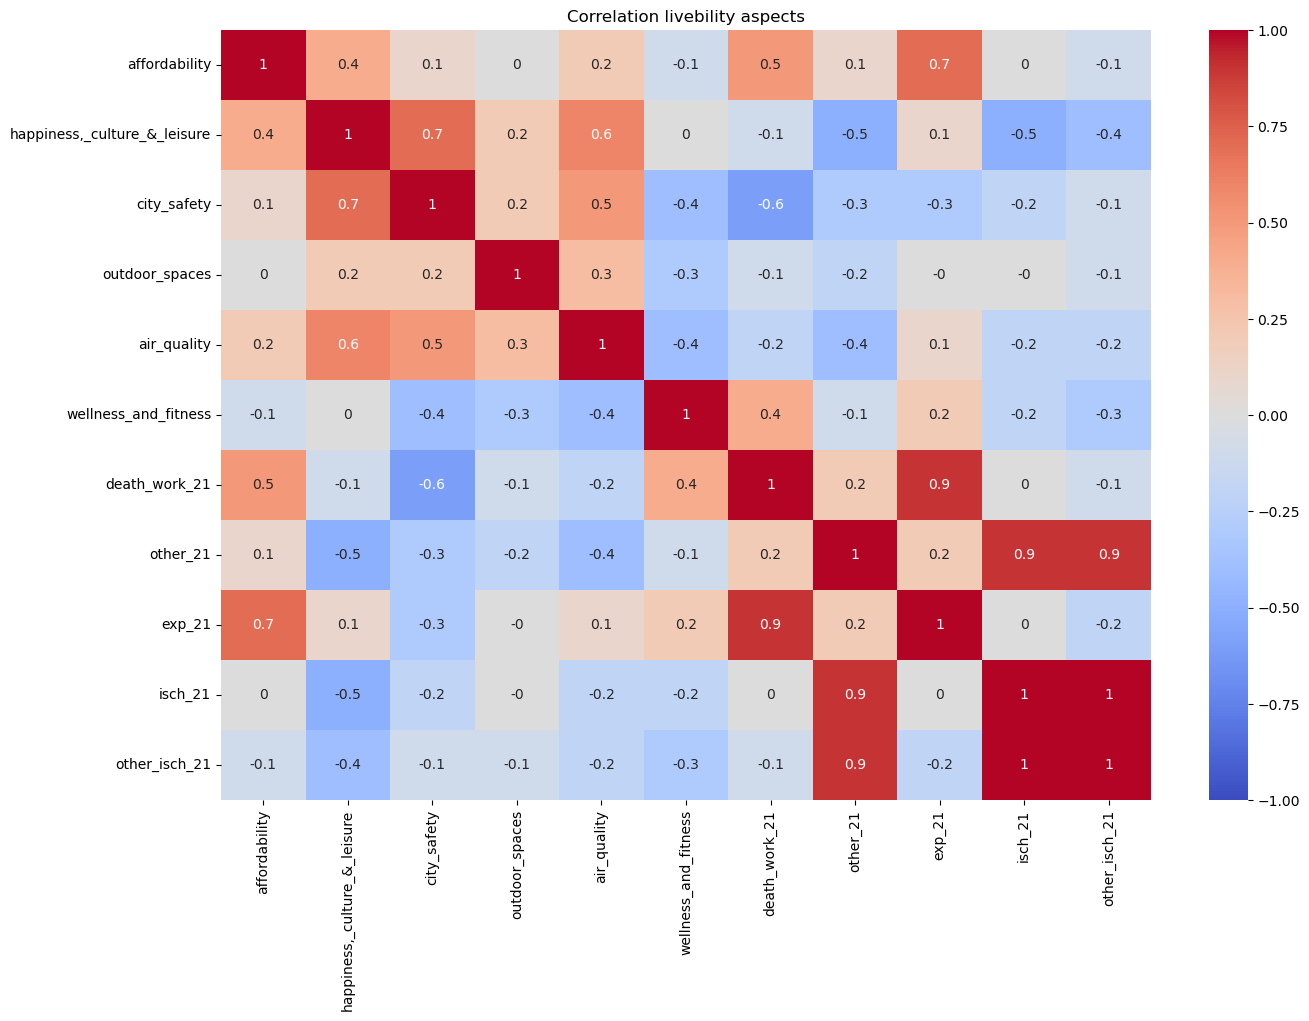 Correlation livebility aspects
affordability 1 0.4 0.1 0 0.2 -0.1 0.5 0.1 0.7 0 -0.1
happiness,_culture_&_leisure 0.4 1 0.7 0.2 0.6 0 -0.1 -0.5 0.1 -0.5 -0.4
city_safety 0.1 0.7 1 0.2 0.5 -0.4 -0.6 -0.3 -0.3 -0.2 -0.1
outdoor_spaces 0 0.2 0.2 1 0.3 -0.3 -0.1 -0.2 -0 -0 -0.1
air_quality 0.2 0.6 0.5 0.3 1 -0.4 -0.2 -0.4 0.1 -0.2 -0.2
wellness_and_fitness -0.1 0 -0.4 -0.3 -0.4 1 0.4 -0.1 0.2 -0.2 -0.3
death_work_21 0.5 -0.1 -0.6 -0.1 -0.2 0.4 1 0.2 0.9 0 -0.1
other_21 0.1 -0.5 -0.3 -0.2 -0.4 -0.1 0.2 1 0.2 0.9 0.9
exp_21 0.7 0.1 -0.3 -0 0.1 0.2 0.9 0.2 1 0 -0.2
isch_21 0 -0.5 -0.2 -0 -0.2 -0.2 0 0.9 0 1 1
other_isch_21 -0.1 -0.4 -0.1 -0.1 -0.2 -0.3 -0.1 0.9 -0.2 1 1
affordability
happiness,_culture_&_leisure
city_safety
outdoor_spaces
air_quality
wellness_and_fitness
death_work_21
other_21
exp_21
isch_21
other_isch_21
1.00
0.75
0.50
0.25
0.00
−0.25
−0.50
−0.75
−1.00